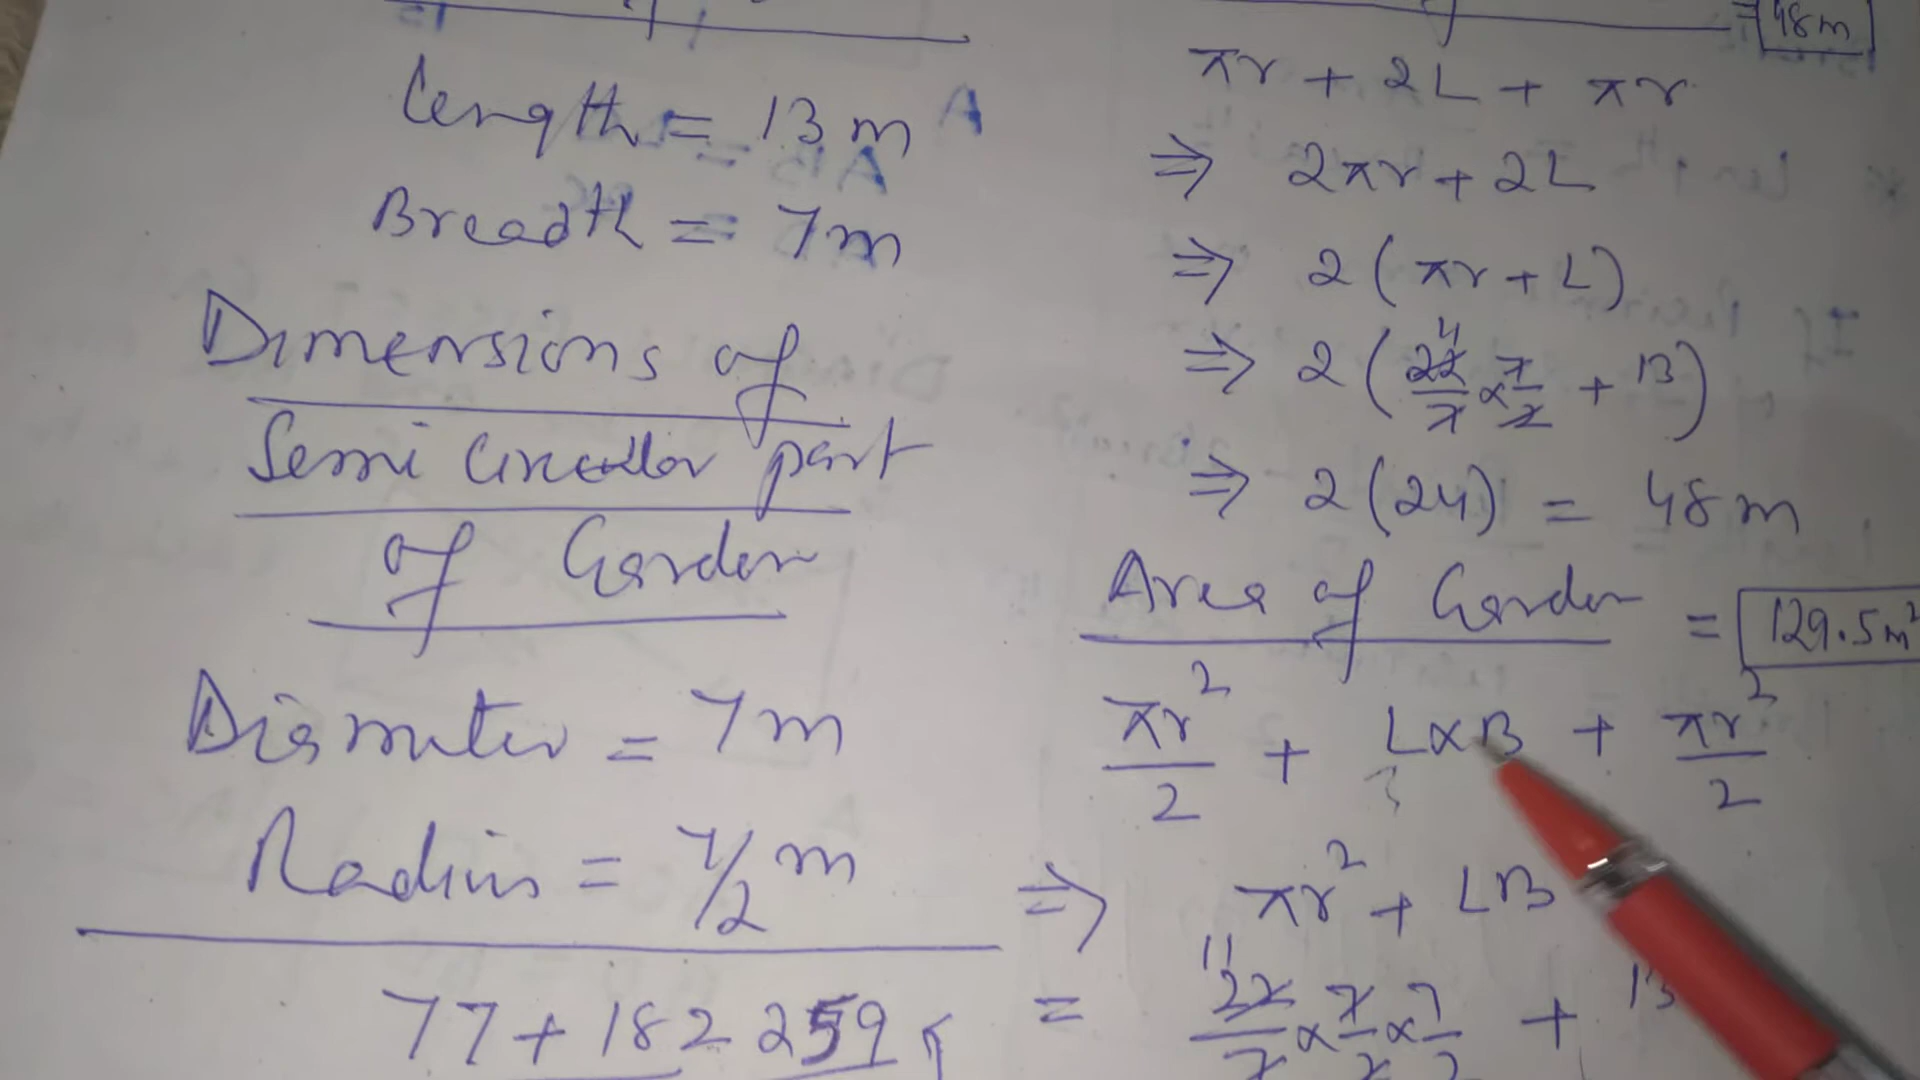 Length = 13 m
Breadth = 7m
Dimensions of
Semi Circular part
of Garden
Diameter = 7m
Radius = 7/2 m
77 + 182 259
= 48m
πr + 2L + πr
⇒ 2πr + 2L
⇒ 2(πr + L)
⇒ 2(22/7 × 7/2 + 13)
⇒ 2(24) = 48m
Area of Garden = 129.5m²
πr²/2 + L×B + πr²/2
⇒ πr² + LB
= 11 22/7 × 7/2 × 7/2 + 13